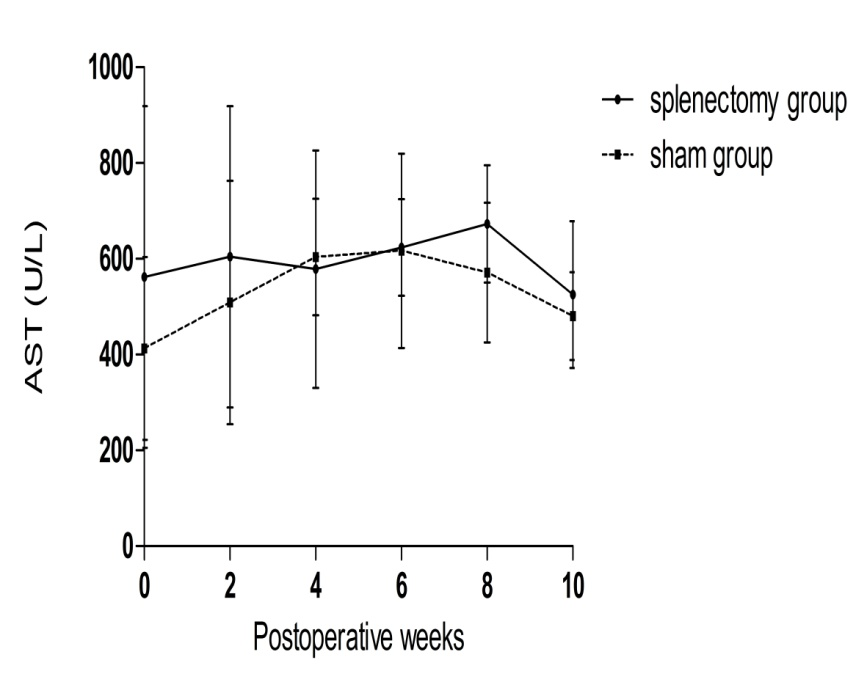 1000
800
600
400
200
0
AST (U/L)
0 2 4 6 8 10
Postoperative weeks
splenectomy group
sham group